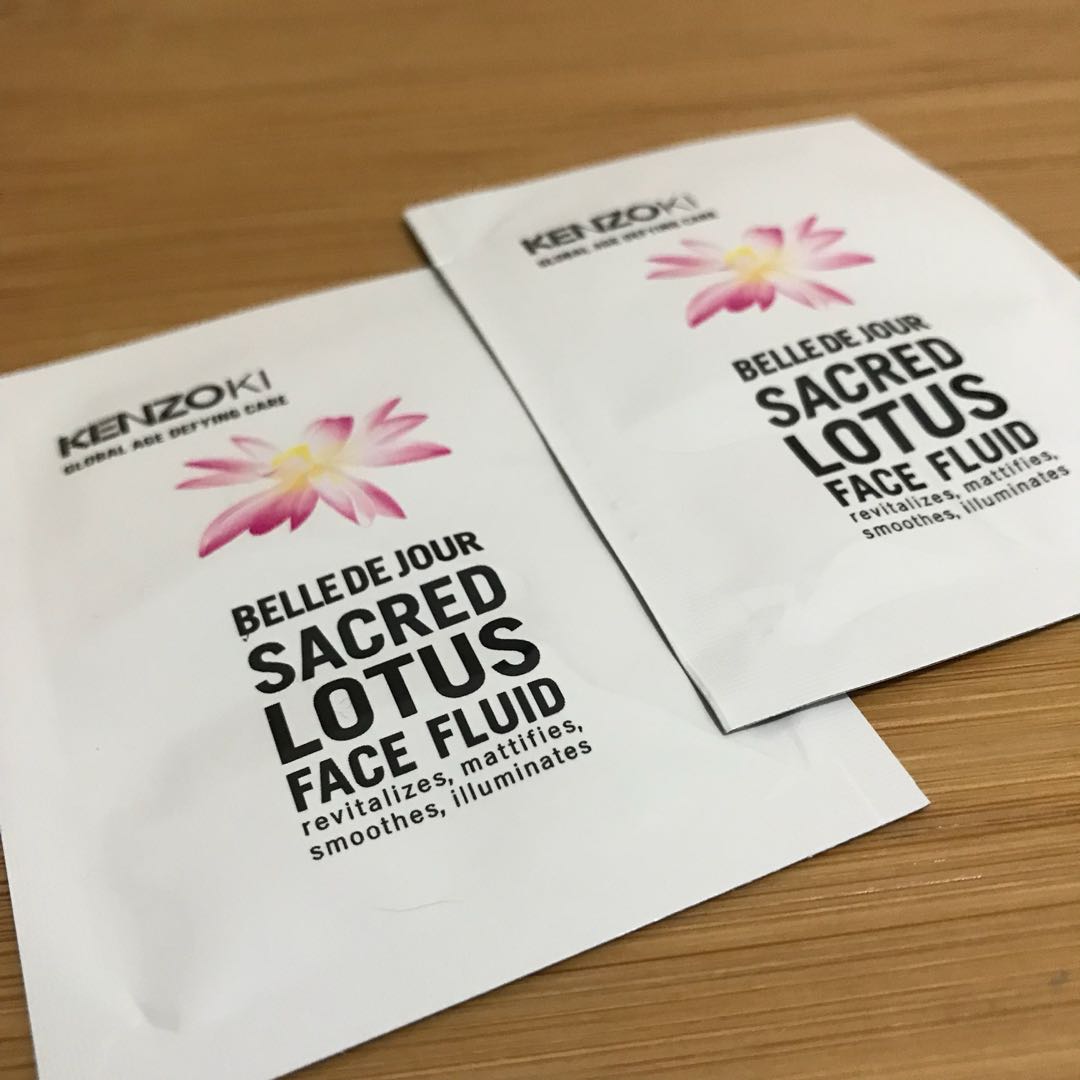 KENZOKI
GLOBAL AGE DEFYING CARE
BELLE DE JOUR
SACRED
LOTUS
FACE FLUID
revitalizes, mattifies,
smoothes, illuminates
KENZOKI
GLOBAL AGE DEFYING CARE
BELLE DE JOUR
SACRED
LOTUS
FACE FLUID
revitalizes, mattifies,
smoothes, illuminates